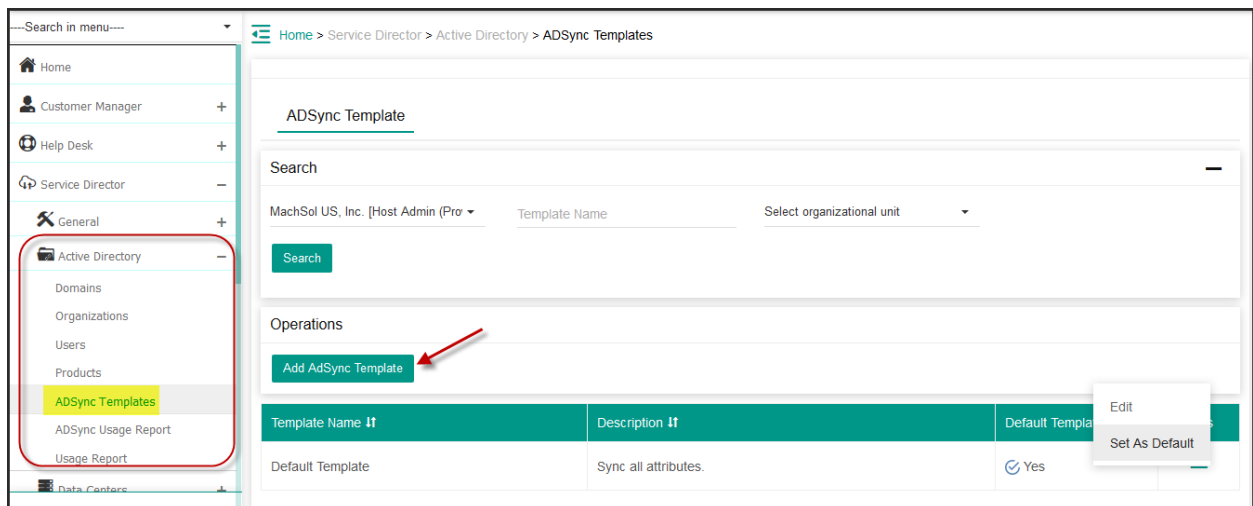 ----Search in menu----
Home > Service Director > Active Directory > ADSync Templates
Home
Customer Manager
Help Desk
Service Director
General
Active Directory
Domains
Organizations
Users
Products
ADSync Templates
ADSync Usage Report
Usage Report
Data Centers
ADSync Template
Search
MachSol US, Inc. [Host Admin (Pro
Template Name
Select organizational unit
Search
Operations
Add AdSync Template
Edit
Set As Default
Template Name Description Default Templa s
Default Template Sync all attributes. Yes